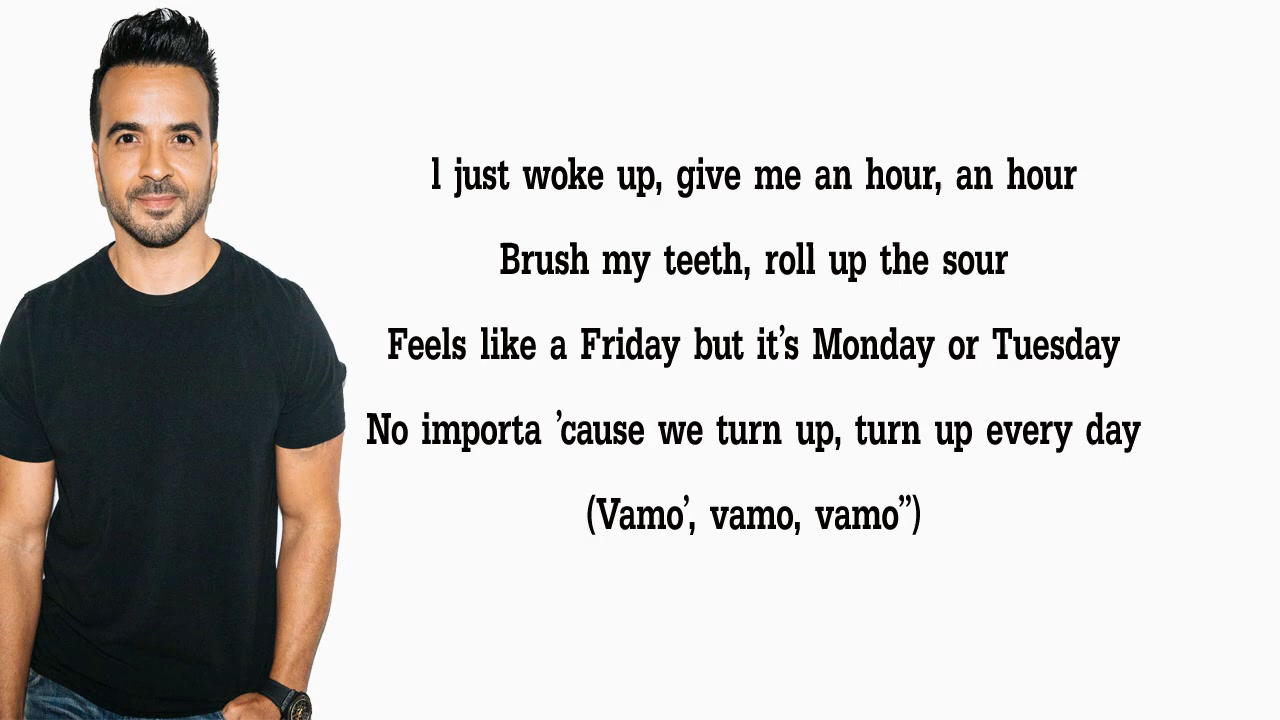 l just woke up, give me an hour, an hour
Brush my teeth, roll up the sour
Feels like a Friday but it’s Monday or Tuesday
No importa ’cause we turn up, turn up every day
(Vamo’, vamo, vamo”)